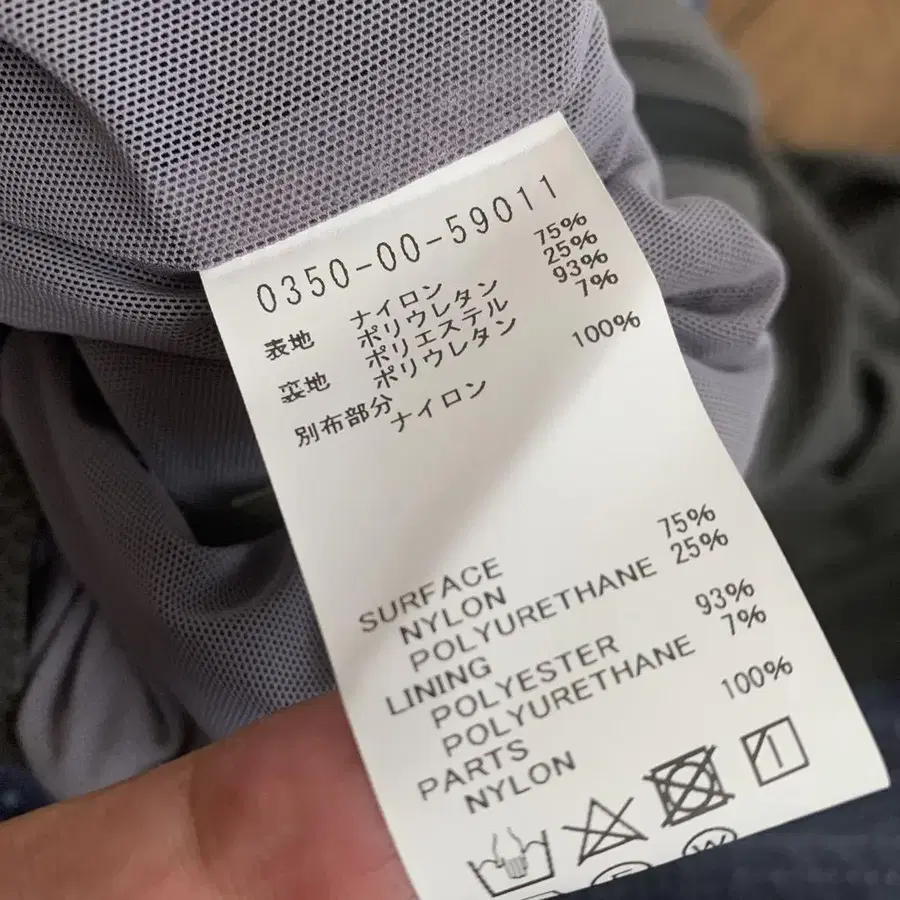 0350-00-59011
表地 ナイロン 75%
ポリウレタン 25%
裏地 ポリエステル 93%
ポリウレタン 7%
別布部分
ナイロン 100%
SURFACE
NYLON 75%
POLYURETHANE 25%
LINING
POLYESTER 93%
POLYURETHANE 7%
PARTS
NYLON 100%
W